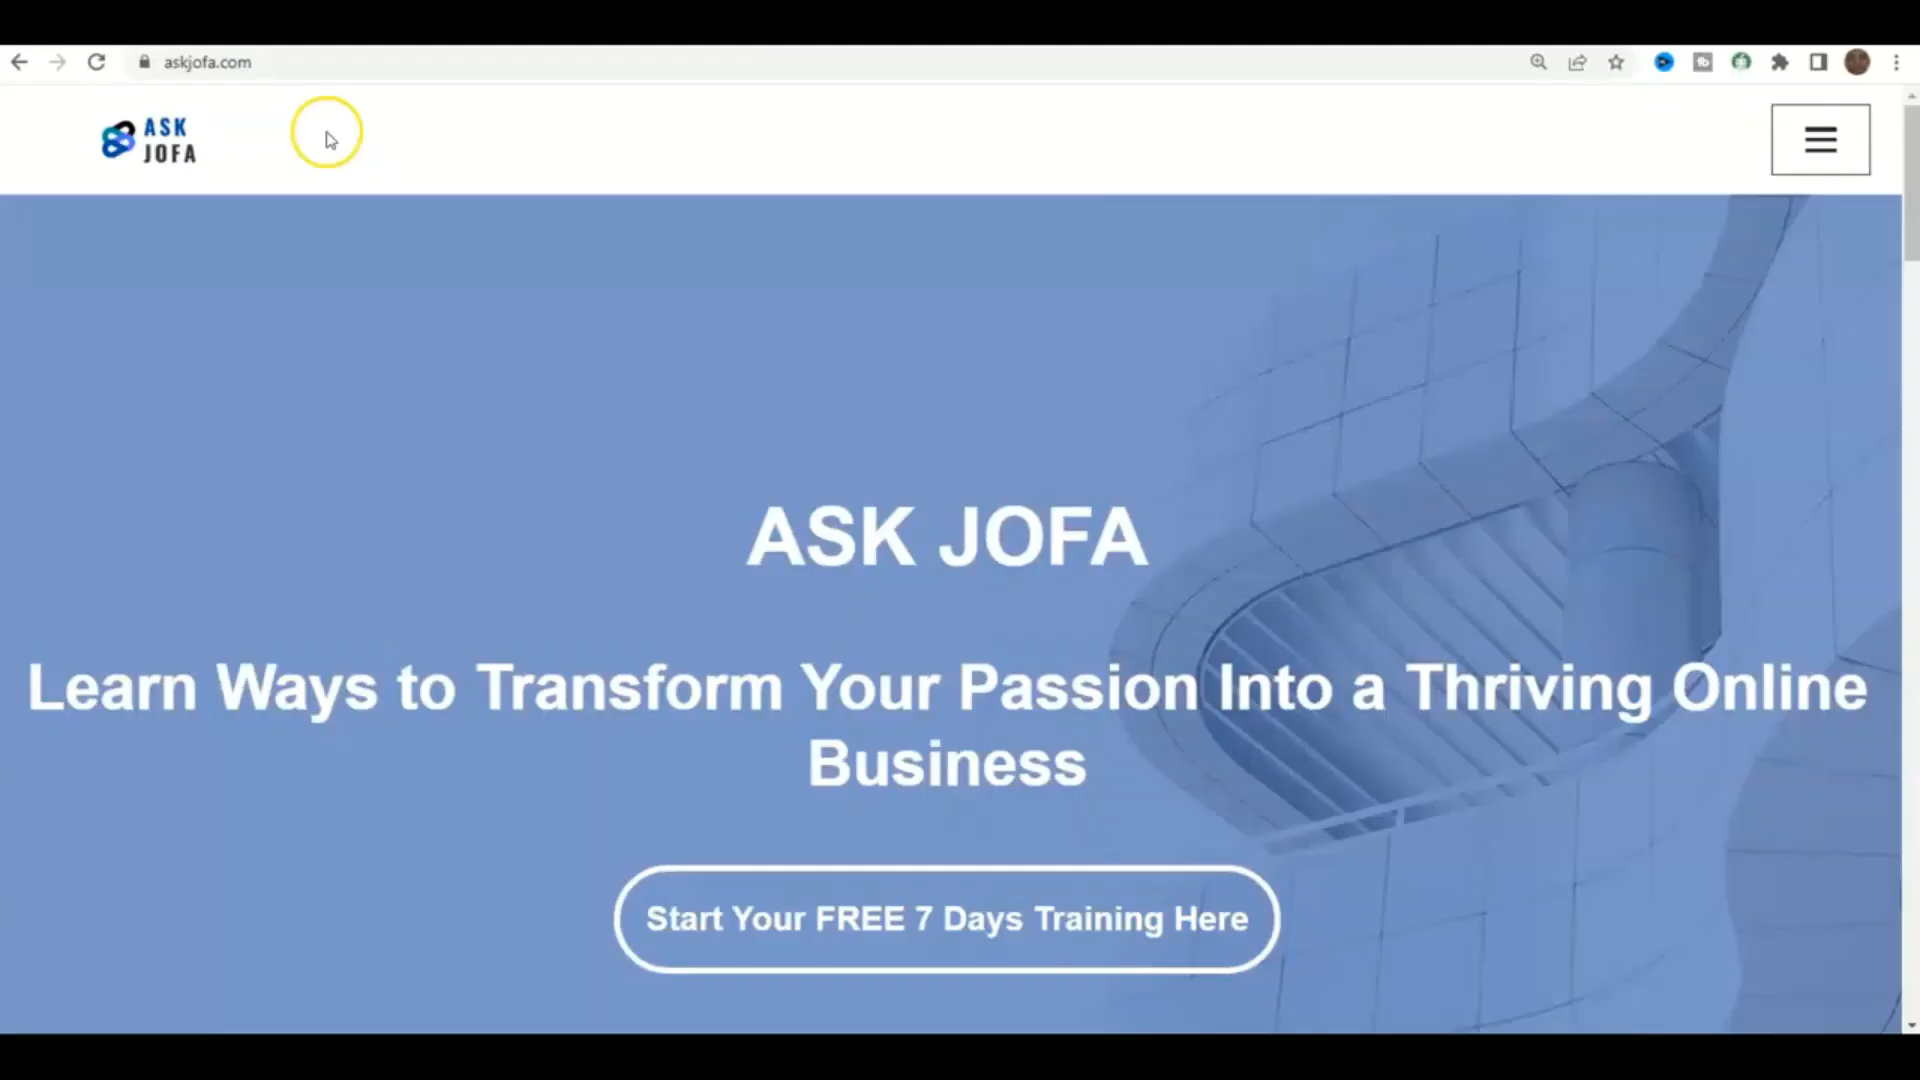 askjofa.com
ASK
JOFA
ASK JOFA
Learn Ways to Transform Your Passion Into a Thriving Online
Business
Start Your FREE 7 Days Training Here